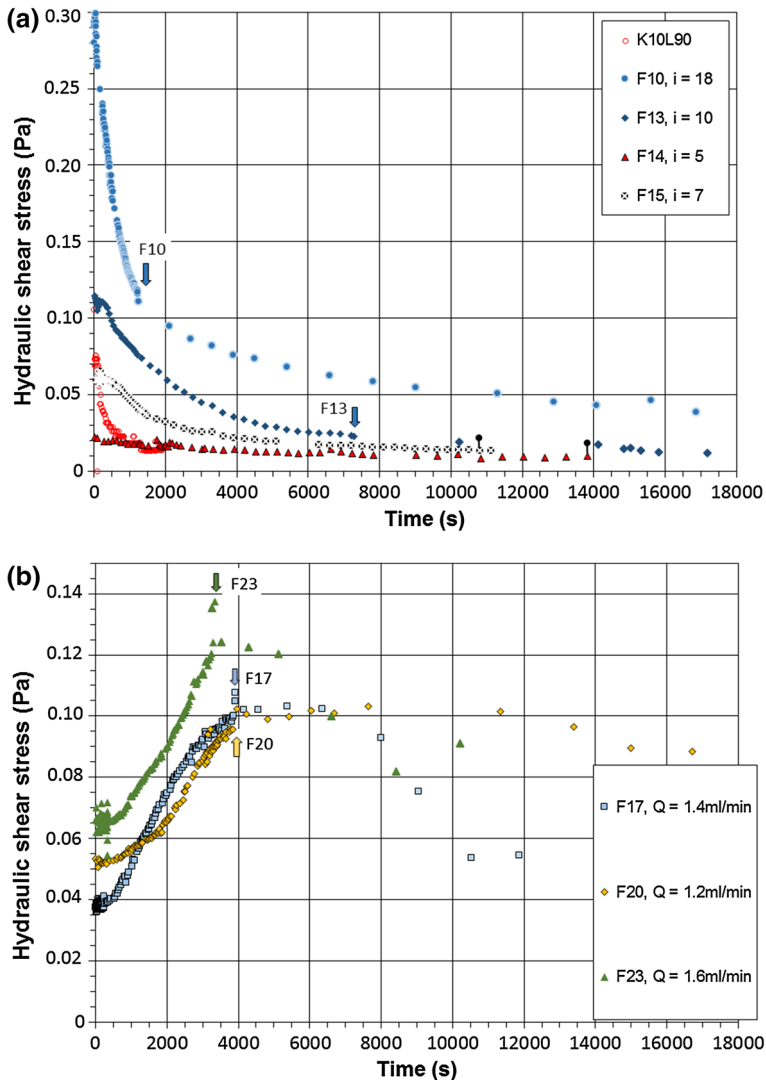 (a)
0.30
0.25
0.20
0.15
0.10
0.05
0
Hydraulic shear stress (Pa)
K10L90
F10, i = 18
F13, i = 10
F14, i = 5
F15, i = 7
F10
F13
0 2000 4000 6000 8000 10000 12000 14000 16000 18000
Time (s)
(b)
0.14
0.12
0.10
0.08
0.06
0.04
0.02
0
Hydraulic shear stress (Pa)
F23
F17
F20
F17, Q = 1.4ml/min
F20, Q = 1.2ml/min
F23, Q = 1.6ml/min
0 2000 4000 6000 8000 10000 12000 14000 16000 18000
Time (s)